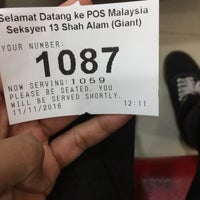 Selamat Datang ke POS Malaysia
Seksyen 13 Shah Alam (Giant)
YOUR NUMBER:
1087
NOW SERVING: 1059
PLEASE BE SEATED. YOU
WILL BE SERVED SHORTLY.
11/11/2016 12:11